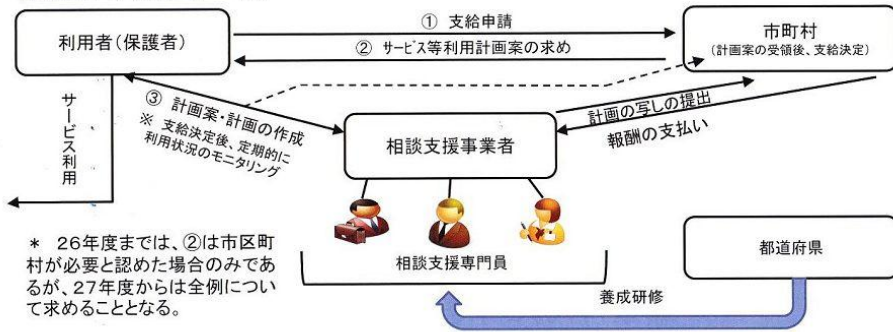 ① 支給申請
利用者(保護者)
② サービス等利用計画案の求め
市町村
(計画案の受領後、支給決定)
サービス利用
③ 計画案・計画の作成
※ 支給決定後、定期的に
利用状況のモニタリング
計画の写しの提出
報酬の支払い
相談支援事業者
相談支援専門員
* 26年度までは、②は市区町
村が必要と認めた場合のみであ
るが、27年度からは全例につい
て求めることとなる。
都道府県
養成研修